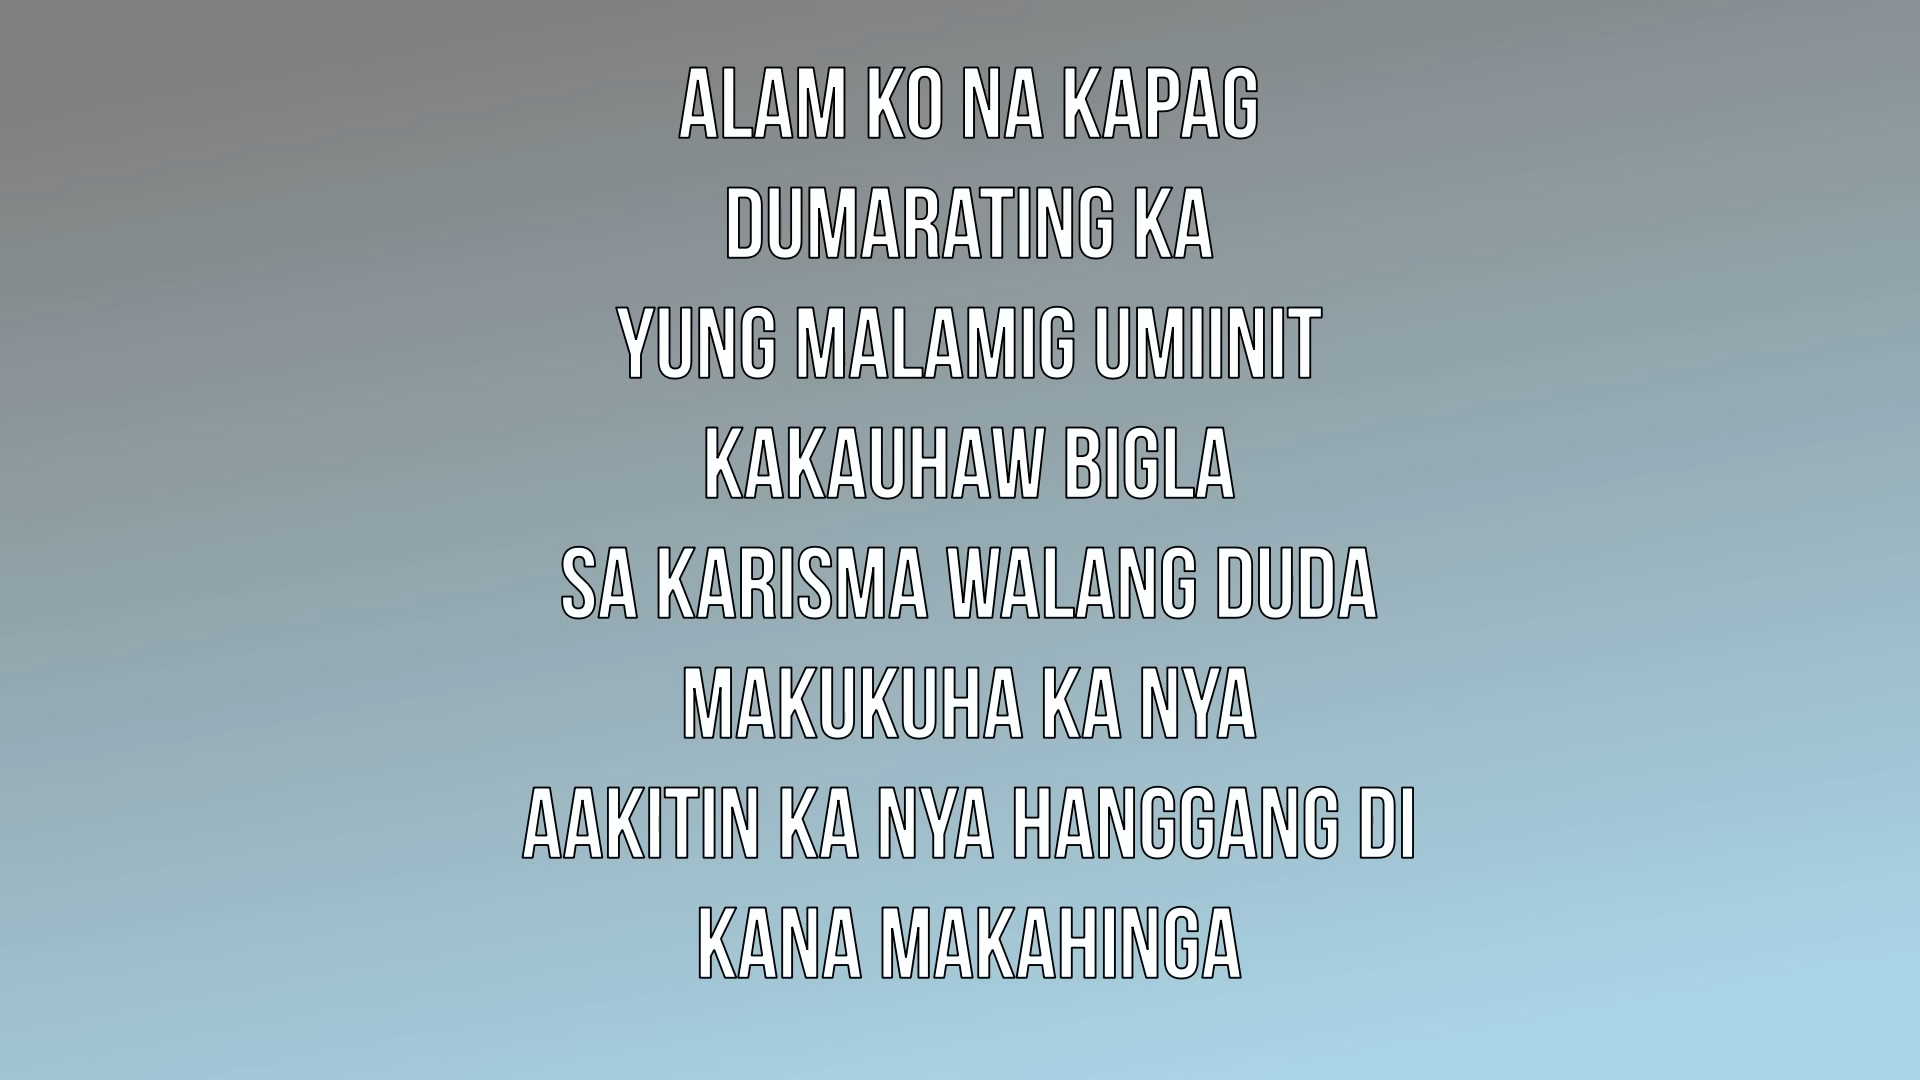 ALAM KO NA KAPAG
DUMARATING KA
YUNG MALAMIG UMIINIT
KAKAUHAW BIGLA
SA KARISMA WALANG DUDA
MAKUKUHA KA NYA
AAKITIN KA NYA HANGGANG DI
KANA MAKAHINGA